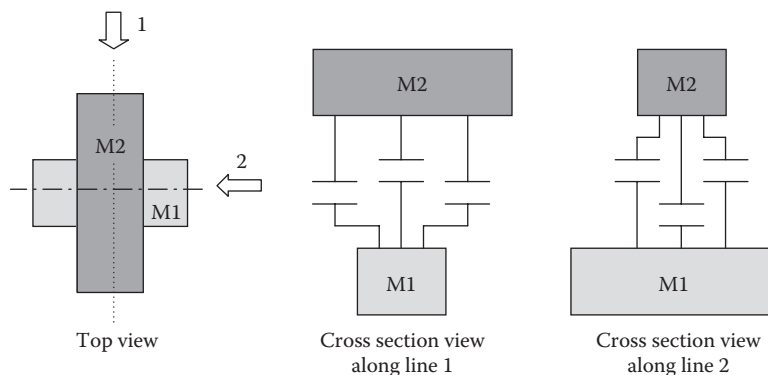 1
M2
2
M1
Top view
M2
M1
Cross section view
along line 1
M2
M1
Cross section view
along line 2